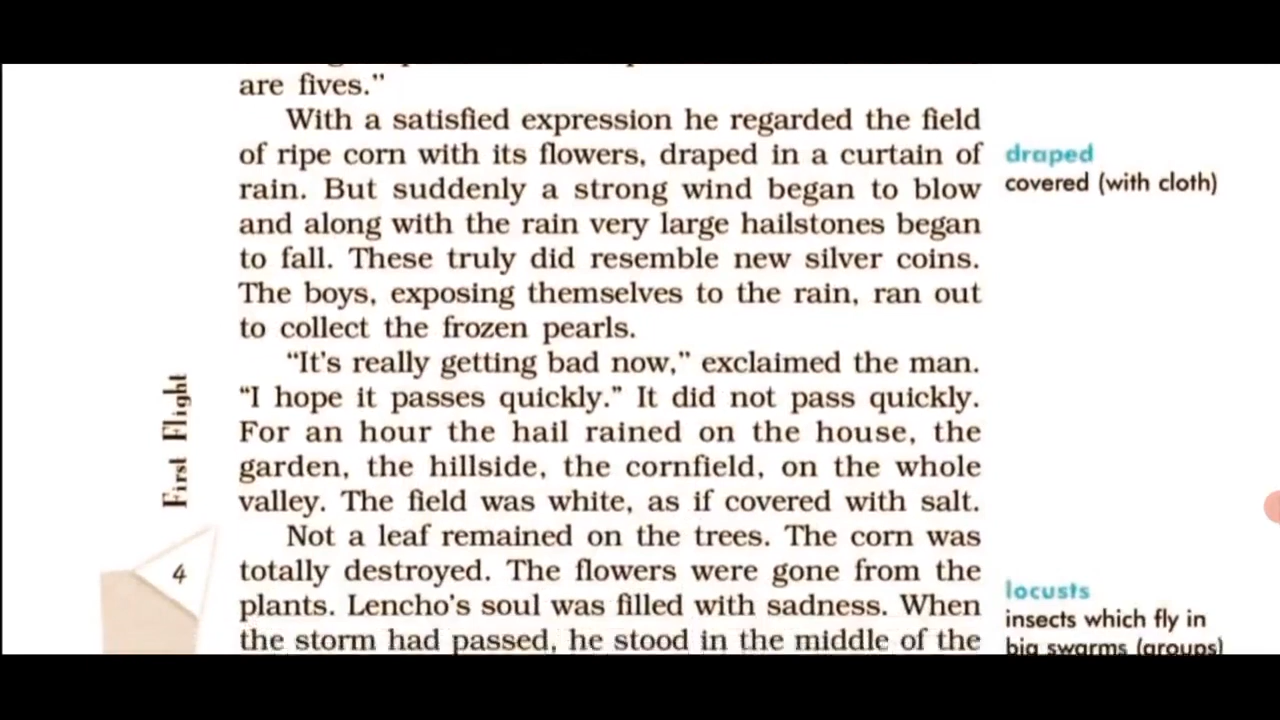 are fives."
With a satisfied expression he regarded the field
of ripe corn with its flowers, draped in a curtain of
rain. But suddenly a strong wind began to blow
and along with the rain very large hailstones began
to fall. These truly did resemble new silver coins.
The boys, exposing themselves to the rain, ran out
to collect the frozen pearls.
"It's really getting bad now," exclaimed the man.
"I hope it passes quickly." It did not pass quickly.
For an hour the hail rained on the house, the
garden, the hillside, the cornfield, on the whole
valley. The field was white, as if covered with salt.
Not a leaf remained on the trees. The corn was
totally destroyed. The flowers were gone from the
plants. Lencho's soul was filled with sadness. When
the storm had passed, he stood in the middle of the
draped
covered (with cloth)
locusts
insects which fly in
big swarms (groups)
First Flight
4